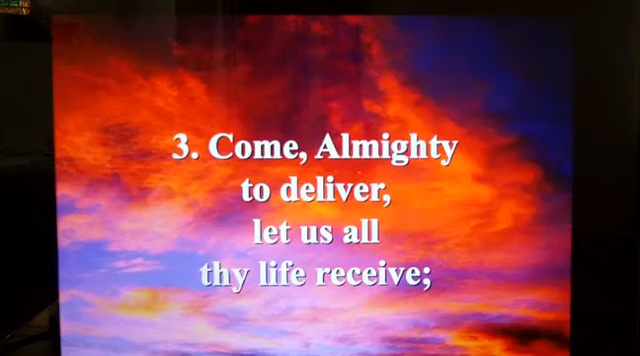 3. Come, Almighty
to deliver,
let us all
thy life receive;